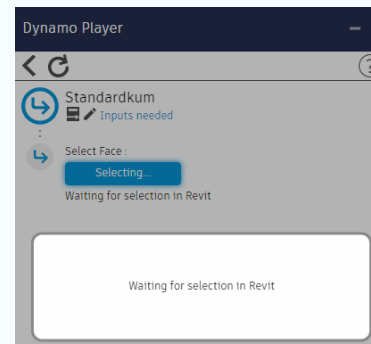 Dynamo Player
?
Standardkum
Inputs needed
Select Face :
Selecting...
Waiting for selection in Revit
Waiting for selection in Revit